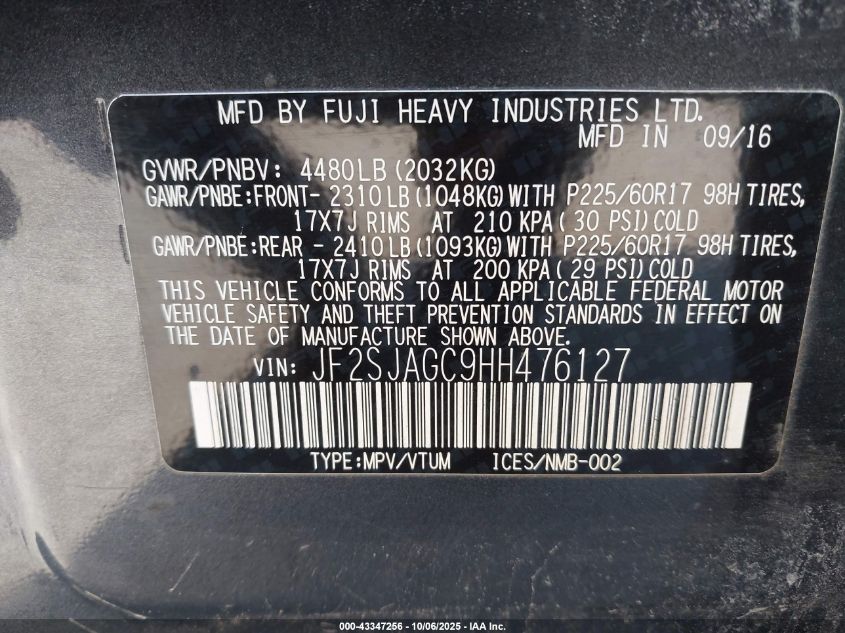 MFD BY FUJI HEAVY INDUSTRIES LTD.
MFD IN 09/16
GVWR/PNBV: 4480LB (2032KG)
GAWR/PNBE:FRONT- 2310 LB (1048KG) WITH P225/60R17 98H TIRES,
17X7J RIMS AT 210 KPA ( 30 PSI) COLD
GAWR/PNBE:REAR - 2410 LB (1093KG) WITH P225/60R17 98H TIRES,
17X7J RIMS AT 200 KPA ( 29 PSI) COLD
THIS VEHICLE CONFORMS TO ALL APPLICABLE FEDERAL MOTOR
VEHICLE SAFETY AND THEFT PREVENTION STANDARDS IN EFFECT ON
THE DATE OF MANUFACTURE SHOWN ABOVE.
VIN: JF2SJAGC9HH476127
TYPE:MPV/VTUM ICES/NMB-002
000-43347256 - 10/06/2025 - IAA Inc.